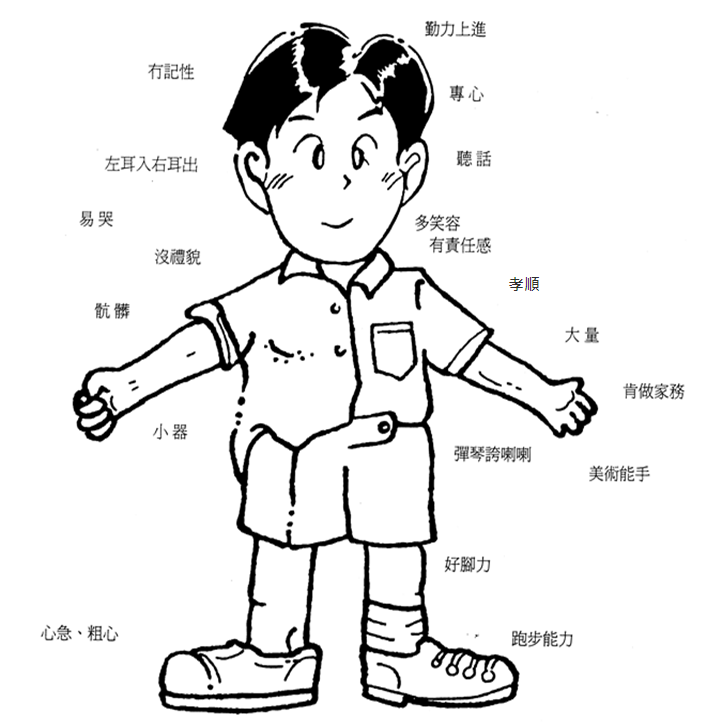 勤力上進
冇記性
專心
聽話
左耳入右耳出
易哭
多笑容
有責任感
沒禮貌
孝順
骯髒
大量
肯做家務
小器
彈琴誇喇喇
美術能手
好腳力
心急、粗心
跑步能力